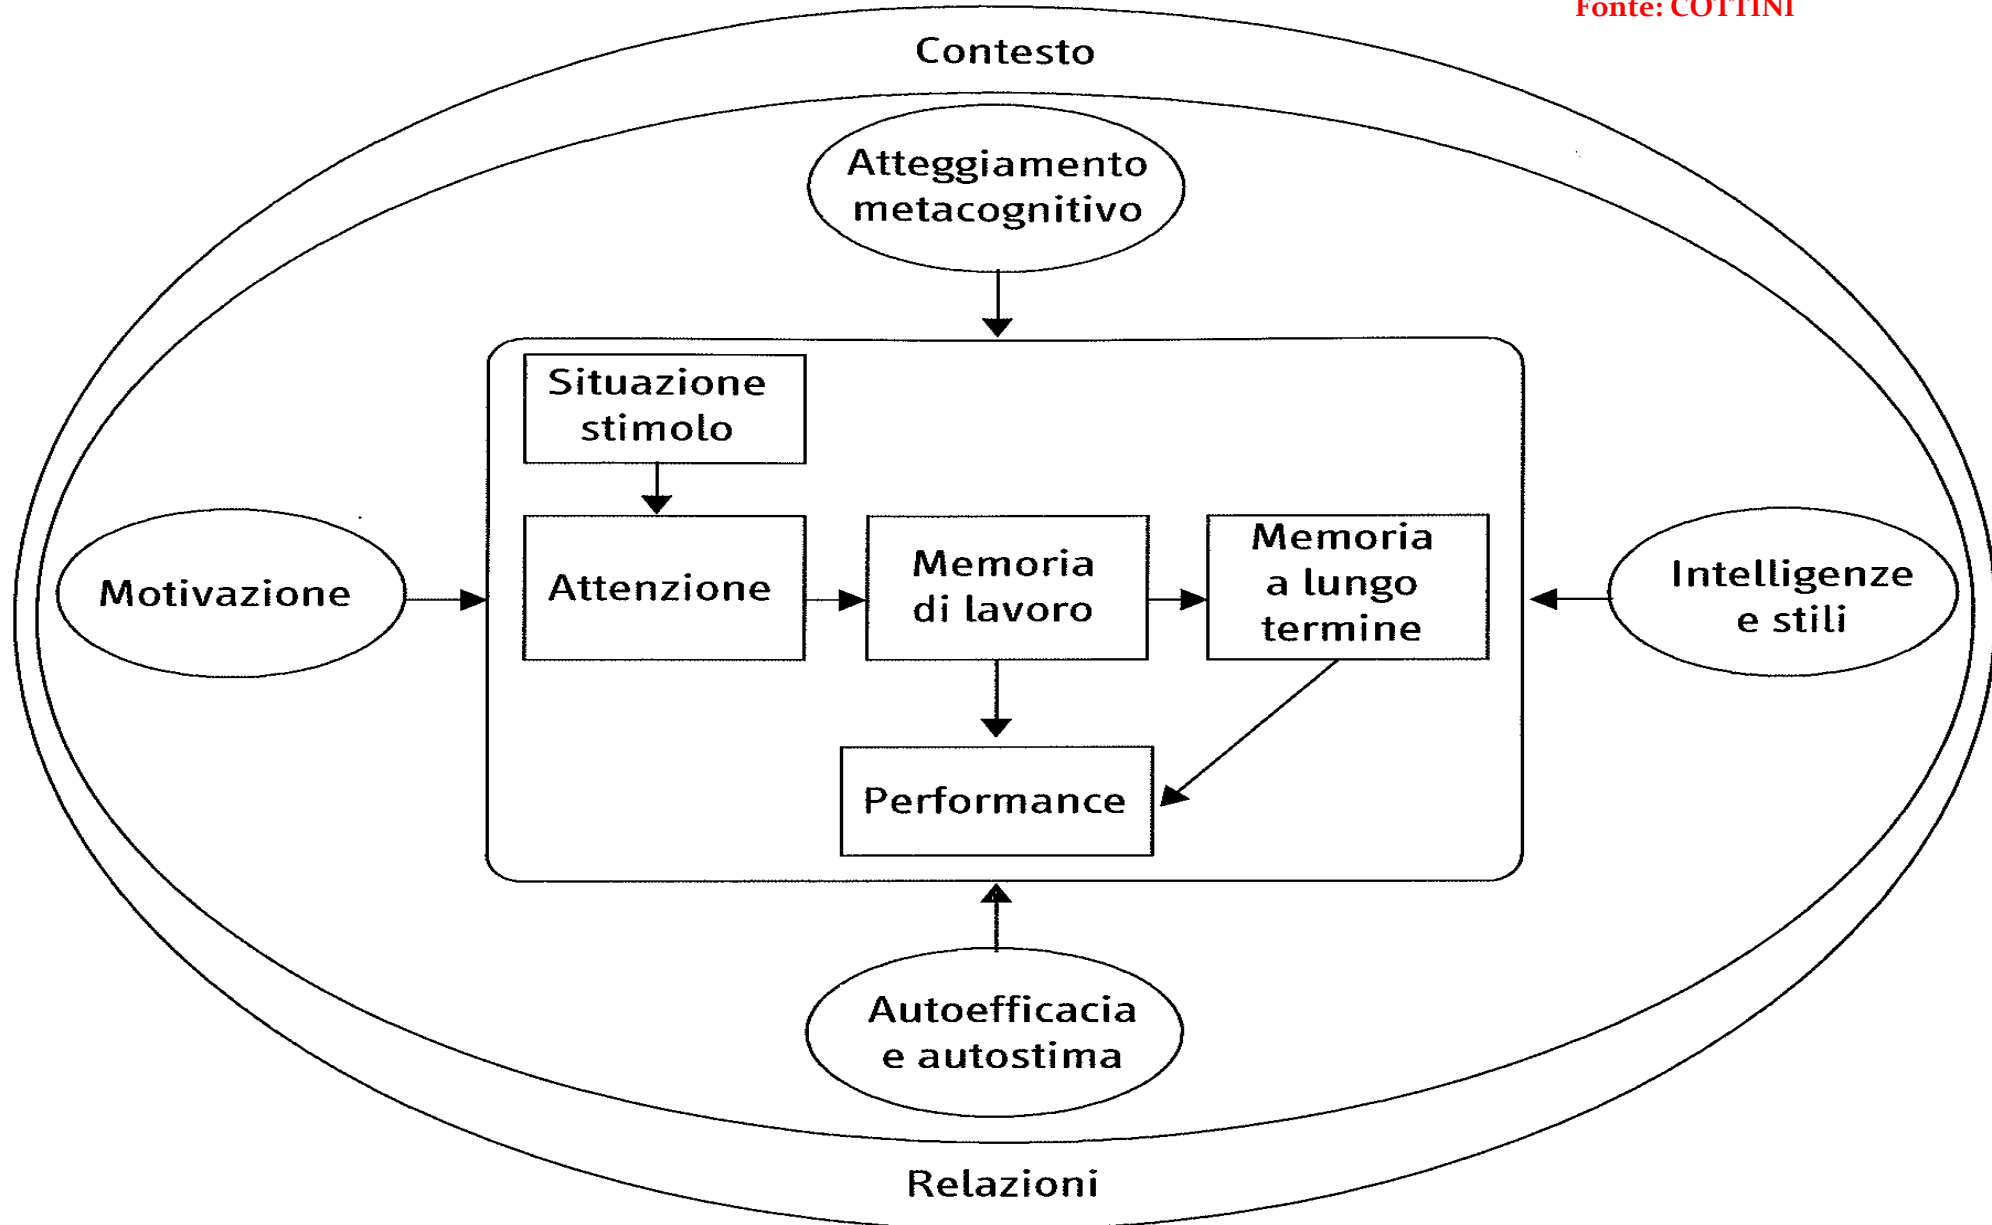 Fonte: COTTINI
Contesto
Atteggiamento
metacognitivo
Situazione
stimolo
Motivazione
Attenzione
Memoria
di lavoro
Memoria
a lungo
termine
Intelligenze
e stili
Performance
Autoefficacia
e autostima
Relazioni